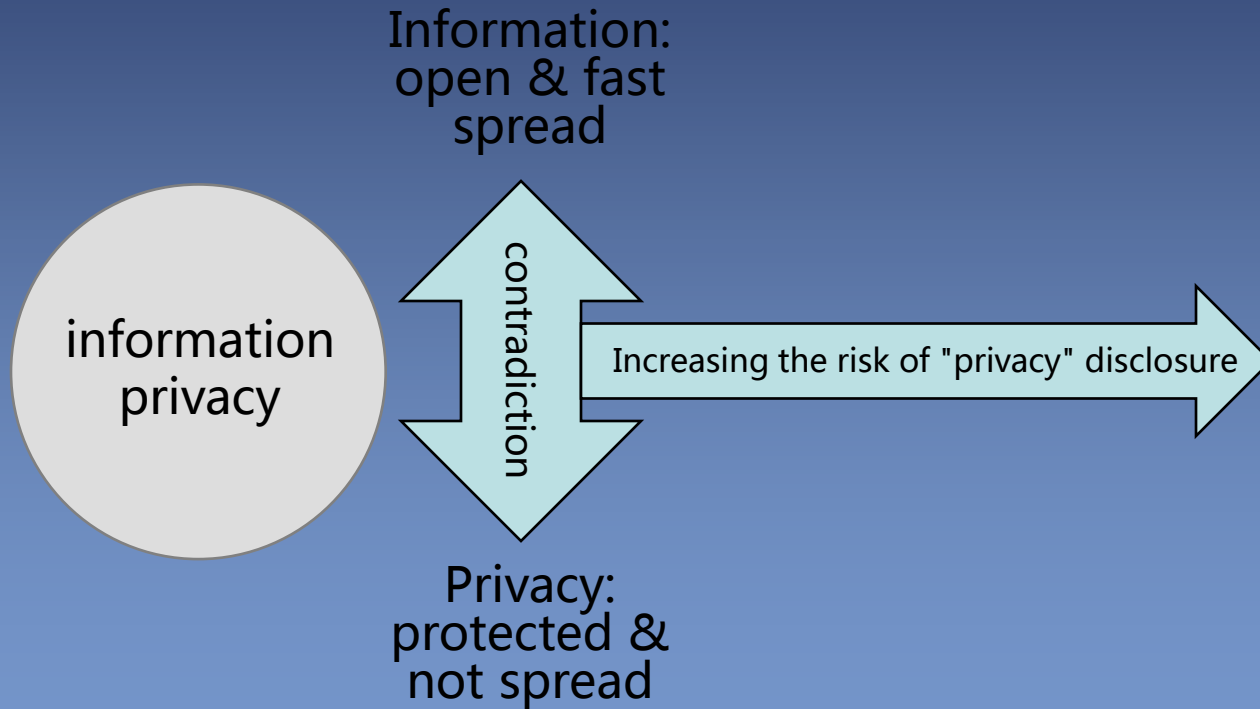 Information:
open & fast
spread
information
privacy
contradiction
Increasing the risk of "privacy" disclosure
Privacy:
protected &
not spread